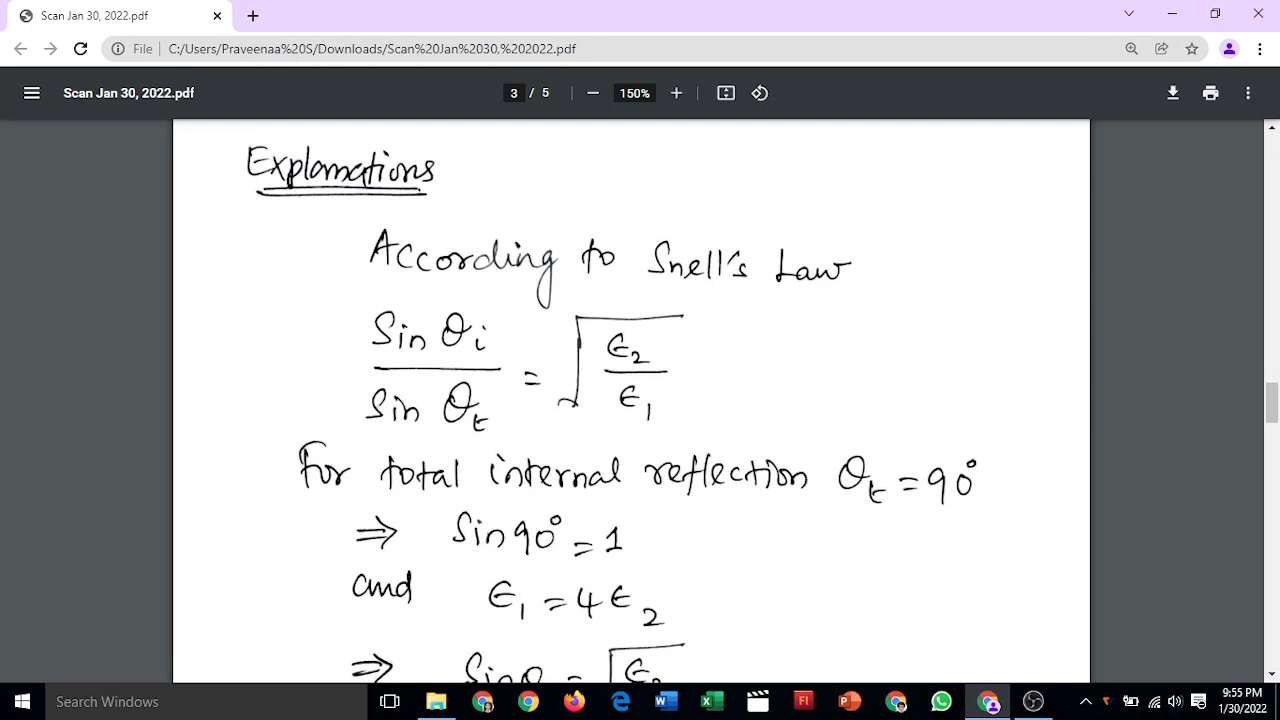 Scan Jan 30, 2022.pdf
File C:/Users/Praveenaa%20S/Downloads/Scan%20Jan%2030,%202022.pdf
Scan Jan 30, 2022.pdf 3 / 5 150%
Explanations
According to Snell's Law
Sin θi / Sin θt = √(ϵ2 / ϵ1)
For total internal reflection θt = 90°
⇒ Sin 90° = 1
and ϵ1 = 4 ϵ2
⇒ Sin θ = √ϵ2
Search Windows
9:55 PM
1/30/2022